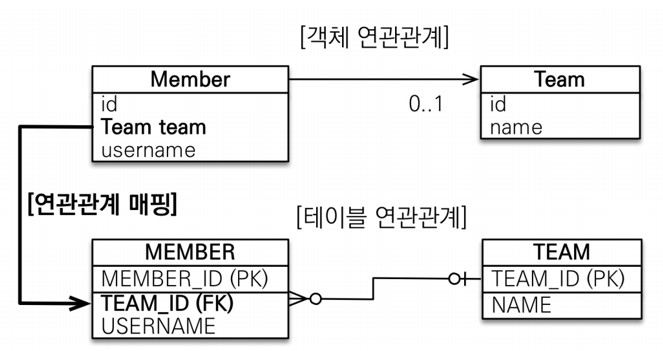 [객체 연관관계]
Member
id
Team team
username
0..1
Team
id
name
[연관관계 매핑]
[테이블 연관관계]
MEMBER
MEMBER_ID (PK)
TEAM_ID (FK)
USERNAME
TEAM
TEAM_ID (PK)
NAME